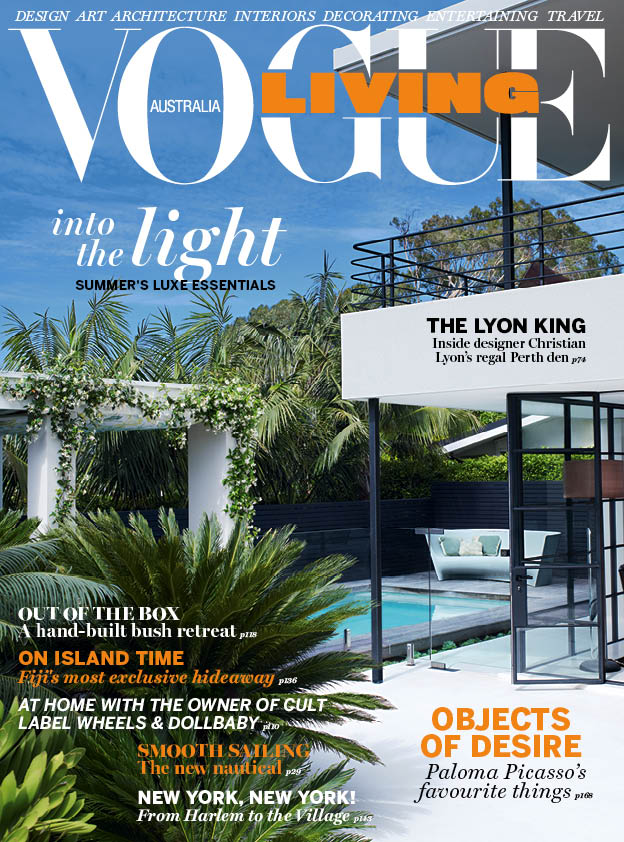 DESIGN ART ARCHITECTURE INTERIORS DECORATING ENTERTAINING TRAVEL
VOGUE
AUSTRALIA
LIVING
into
the light
SUMMER'S LUXE ESSENTIALS
THE LYON KING
Inside designer Christian
Lyon's regal Perth den p74
OUT OF THE BOX
A hand-built bush retreat p118
ON ISLAND TIME
Fiji's most exclusive hideaway p136
AT HOME WITH THE OWNER OF CULT
LABEL WHEELS & DOLLBABY p110
SMOOTH SAILING
The new nautical p29
NEW YORK, NEW YORK!
From Harlem to the Village p143
OBJECTS
OF DESIRE
Paloma Picasso's
favourite things p168